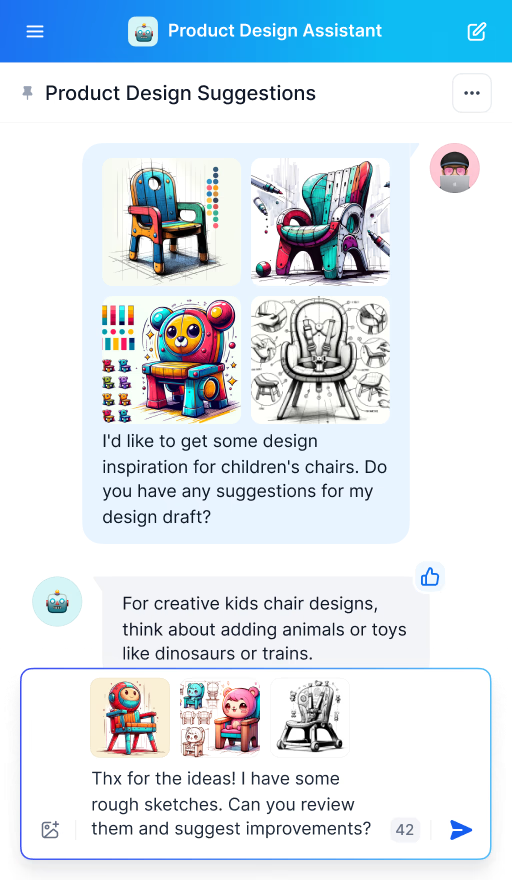 Product Design Assistant
Product Design Suggestions
I'd like to get some design
inspiration for children's chairs. Do
you have any suggestions for my
design draft?
For creative kids chair designs,
think about adding animals or toys
like dinosaurs or trains.
Thx for the ideas! I have some
rough sketches. Can you review
them and suggest improvements?
42